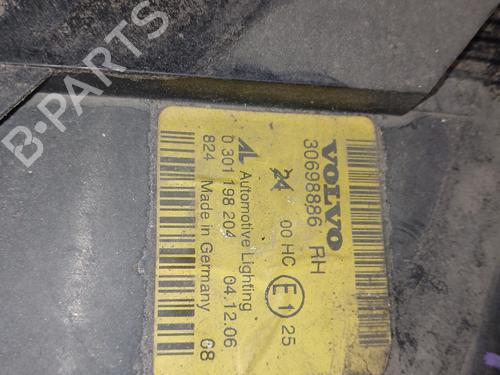 VOLVO
30698886 RH
24 00 HC E1 25
AL Automotive Lighting
0 301 198 204 04.12.06
824 Made in Germany G8
B-PARTS